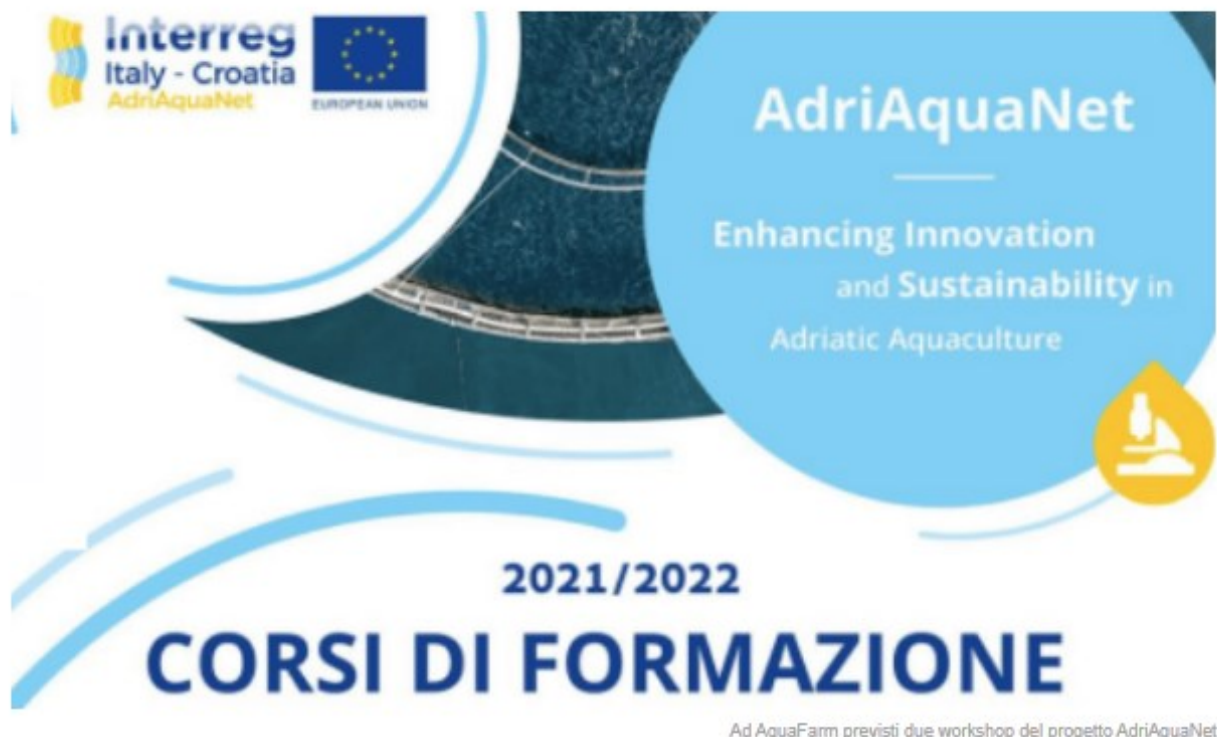 Interreg
Italy - Croatia
AdriAquaNet
EUROPEAN UNION
AdriAquaNet
Enhancing Innovation
and Sustainability in
Adriatic Aquaculture
2021/2022
CORSI DI FORMAZIONE
Ad AquaFarm previsti due workshop del progetto AdriAquaNet